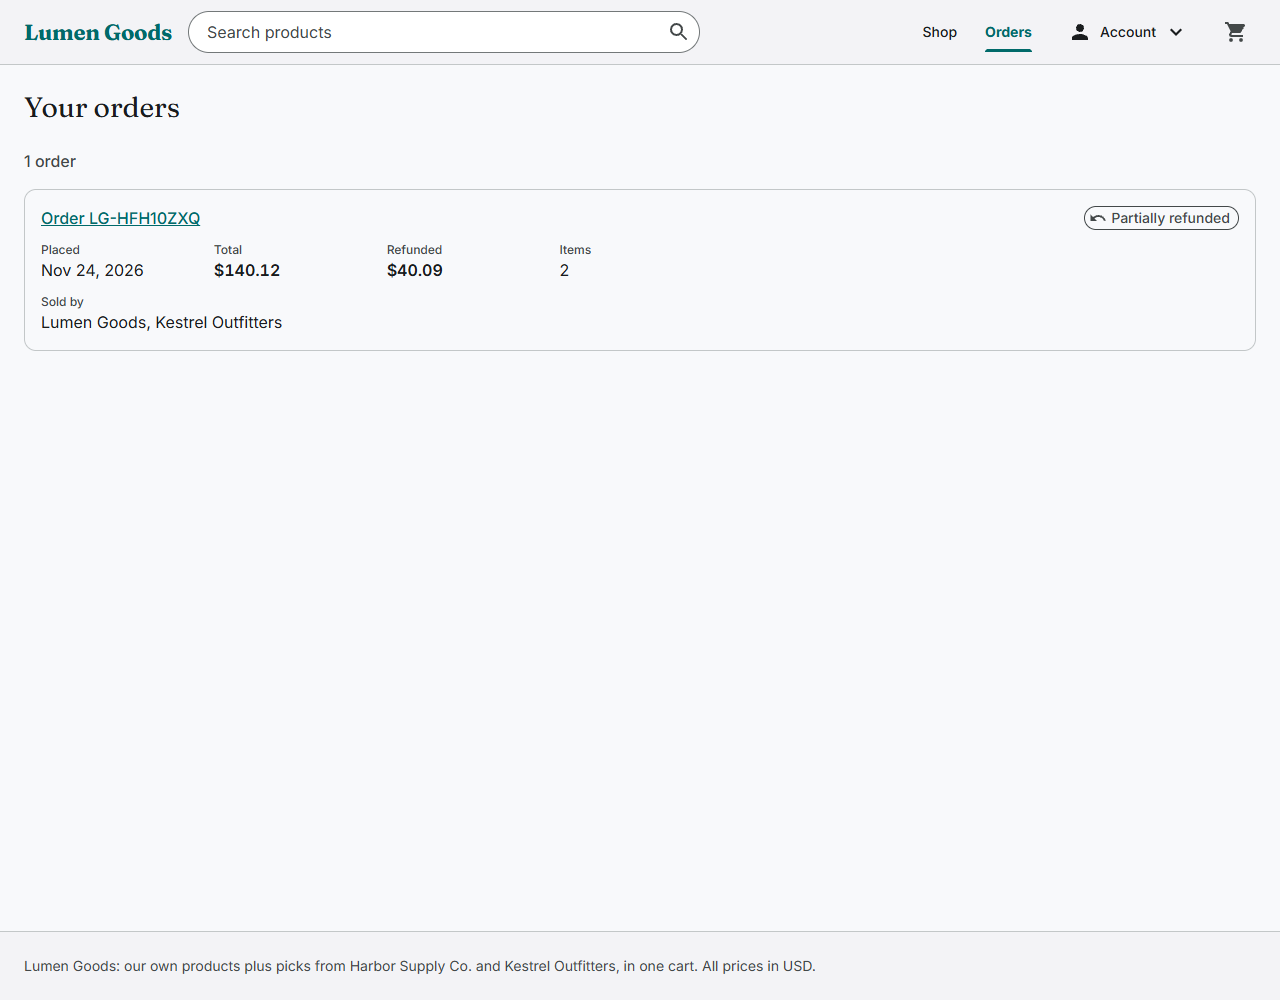 Lumen Goods
Search products
Shop
Orders
Account
Your orders
1 order
Order LG-HFH10ZXQ
Partially refunded
Placed
Total
Refunded
Items
Nov 24, 2026
$140.12
$40.09
2
Sold by
Lumen Goods, Kestrel Outfitters
Lumen Goods: our own products plus picks from Harbor Supply Co. and Kestrel Outfitters, in one cart. All prices in USD.